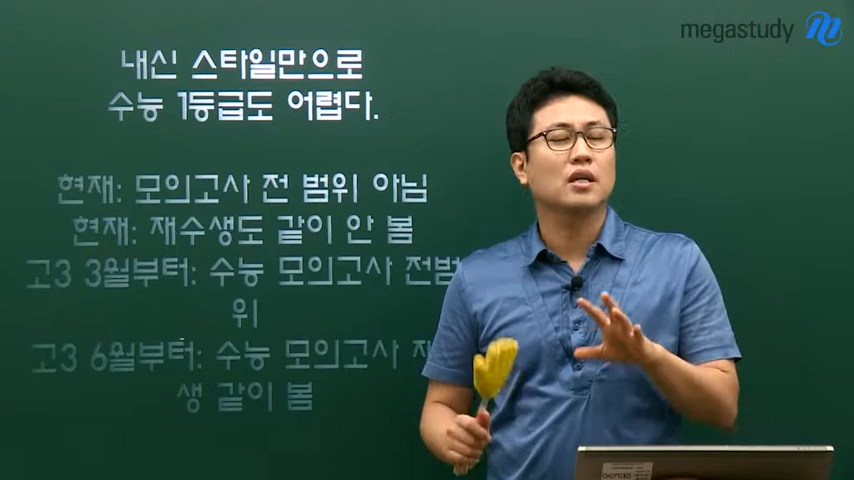 megastudy
내신 스타일만으로
수능 1등급도 어렵다.
현재: 모의고사 전 범위 아님
현재: 재수생도 같이 안 봄
고3 3월부터: 수능 모의고사 전범
위
고3 6월부터: 수능 모의고사
생 같이 봄